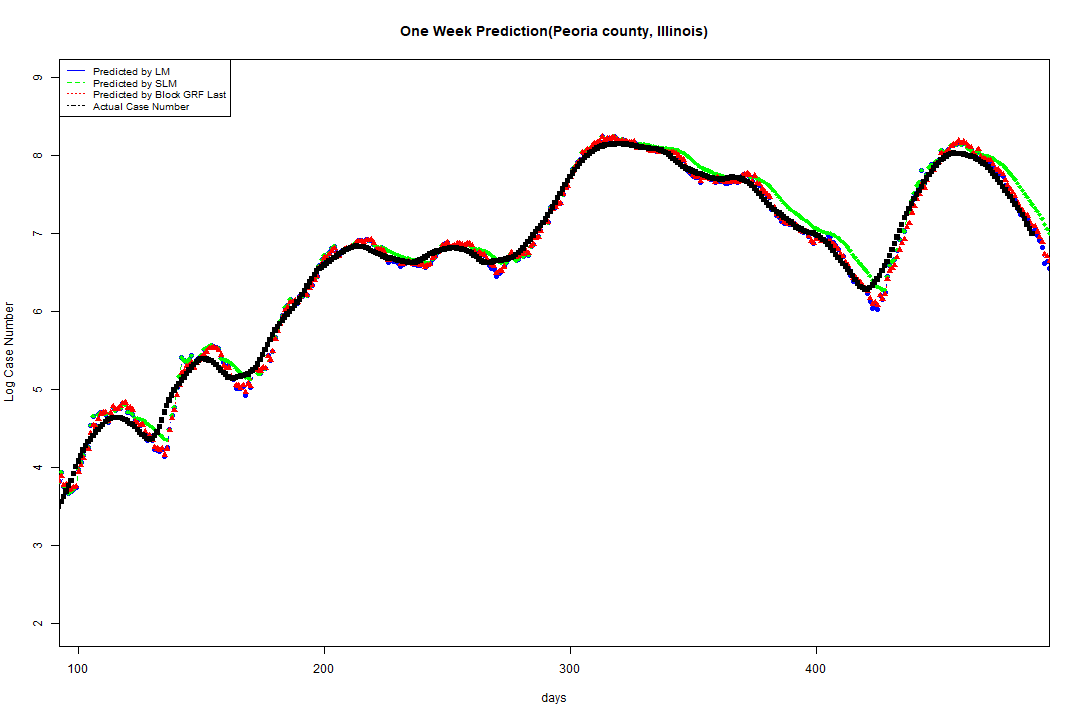 One Week Prediction(Peoria county, Illinois)
Predicted by LM
Predicted by SLM
Predicted by Block GRF Last
Actual Case Number
9
8
7
6
5
4
3
2
Log Case Number
100 200 300 400
days